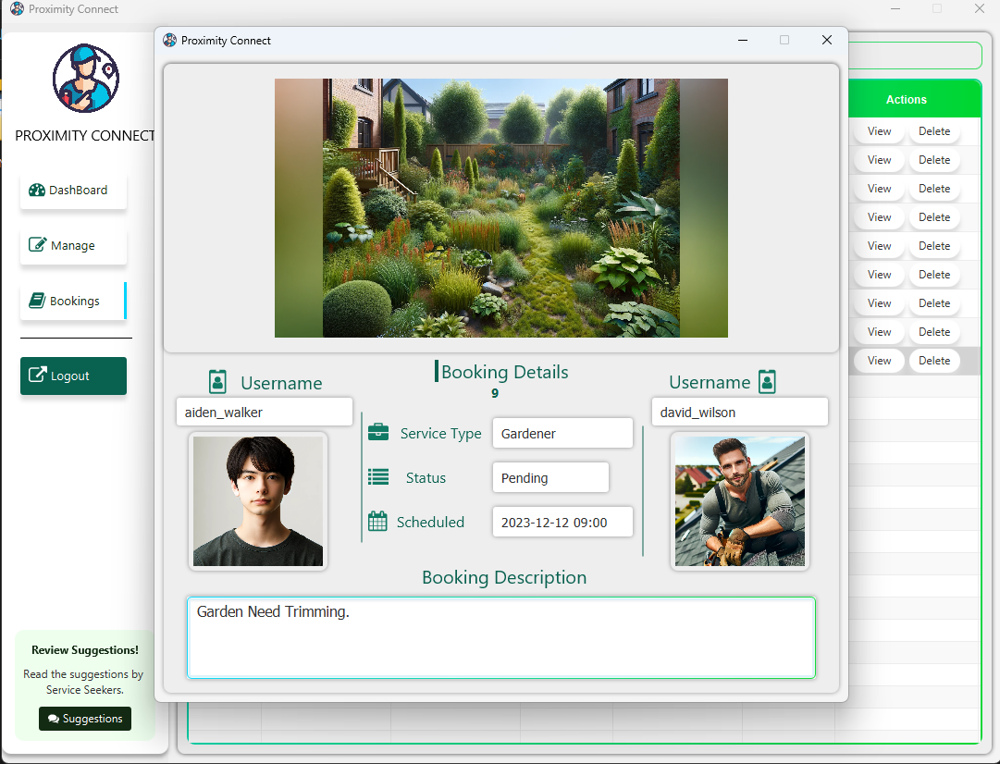 Proximity Connect
PROXIMITY CONNECT
DashBoard
Manage
Bookings
Logout
Review Suggestions!
Read the suggestions by
Service Seekers.
Suggestions
Proximity Connect
Username
aiden_walker
Booking Details
9
Service Type
Gardener
Status
Pending
Scheduled
2023-12-12 09:00
Username
david_wilson
Booking Description
Garden Need Trimming.
Actions
View Delete
View Delete
View Delete
View Delete
View Delete
View Delete
View Delete
View Delete
View Delete